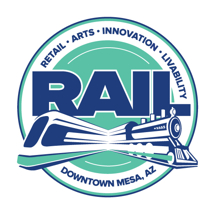 RETAIL • ARTS • INNOVATION • LIVABILITY
RAIL
DOWNTOWN MESA, AZ